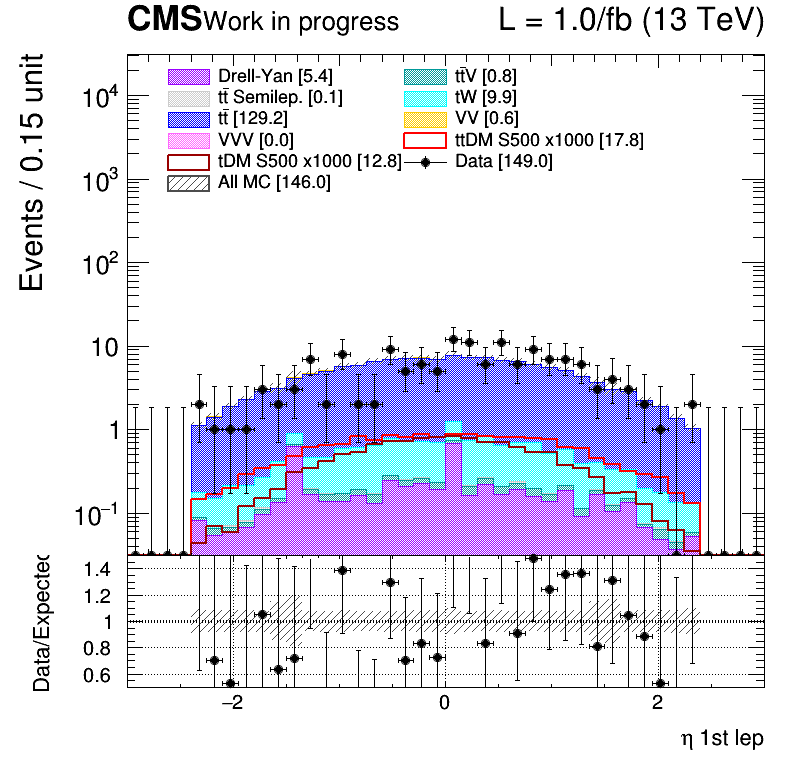 CMS Work in progress L = 1.0/fb (13 TeV)
Drell-Yan [5.4] tt̄V [0.8]
tt̄ Semilep. [0.1] tW [9.9]
tt̄ [129.2] VV [0.6]
VVV [0.0] ttDM S500 x1000 [17.8]
tDM S500 x1000 [12.8] Data [149.0]
All MC [146.0]
Events / 0.15 unit
10⁴
10³
10²
10
1
10⁻¹
Data/Expected
1.4
1.2
1
0.8
0.6
−2 0 2
η 1st lep